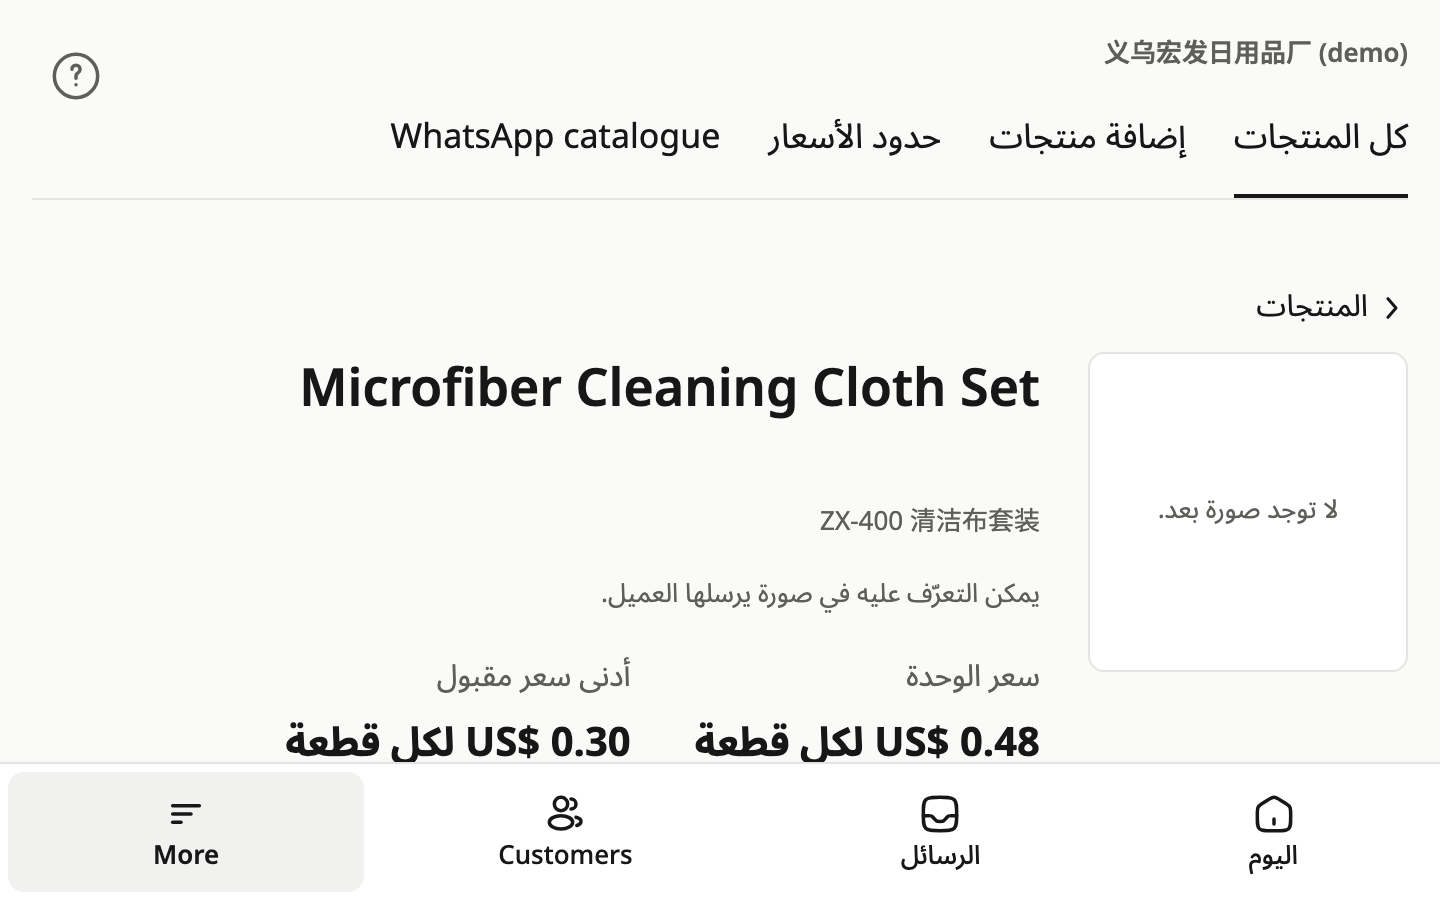 义乌宏发日用品厂 (demo)
كل المنتجات
إضافة منتجات
حدود الأسعار
WhatsApp catalogue
المنتجات
Microfiber Cleaning Cloth Set
لا توجد صورة بعد.
ZX-400 清洁布套装
يمكن التعرّف عليه في صورة يرسلها العميل.
سعر الوحدة
US$ 0.48 لكل قطعة
أدنى سعر مقبول
US$ 0.30 لكل قطعة
اليوم
الرسائل
Customers
More